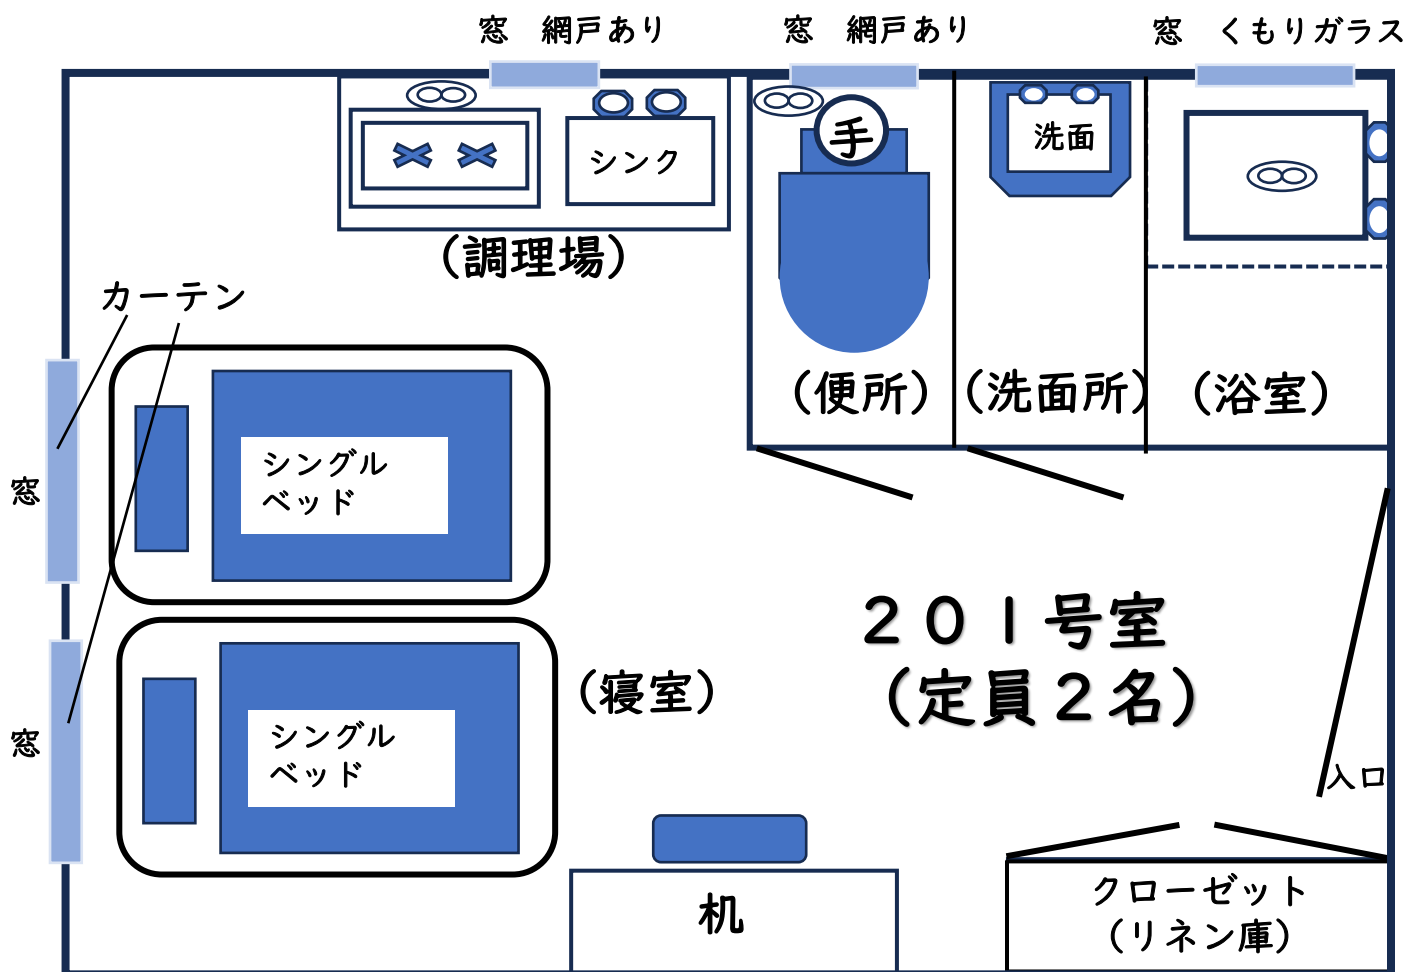 窓　網戸あり
窓　網戸あり
窓　くもりガラス
手
洗面
シンク
（調理場）
カーテン
（便所）
（洗面所）
（浴室）
シングル
ベッド
窓
２０１号室
（定員２名）
（寝室）
シングル
ベッド
窓
入口
机
クローゼット
（リネン庫）